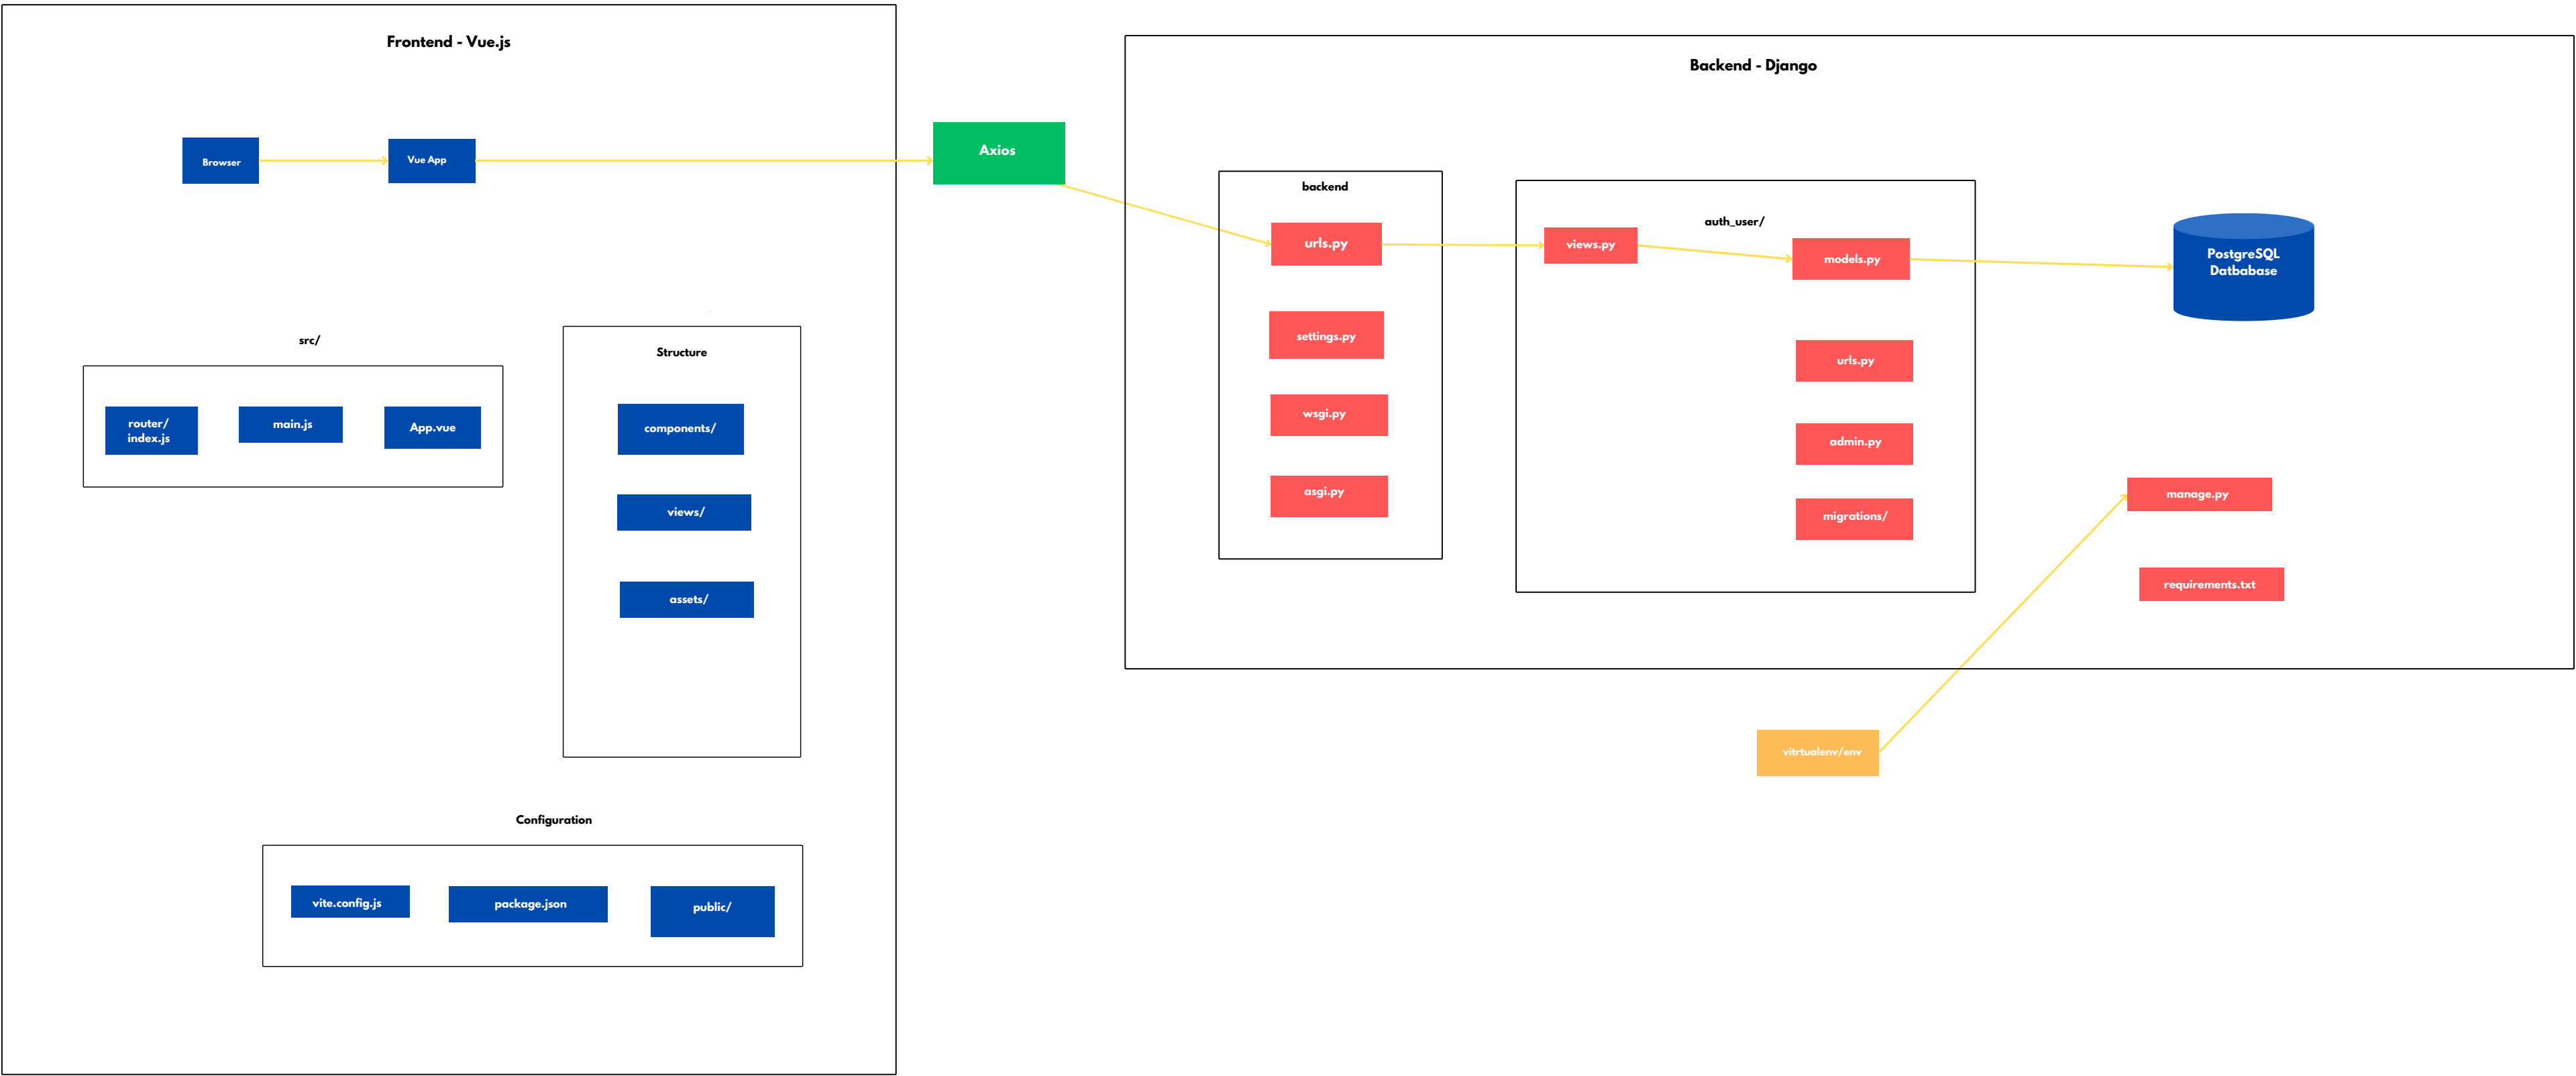 Frontend - Vue.js
Browser
Vue App
src/
router/
index.js
main.js
App.vue
Structure
components/
views/
assets/
Configuration
vite.config.js
package.json
public/
Axios
Backend - Django
backend
urls.py
settings.py
wsgi.py
asgi.py
auth_user/
views.py
models.py
urls.py
admin.py
migrations/
PostgreSQL
Datbabase
manage.py
requirements.txt
vitrtualenv/env